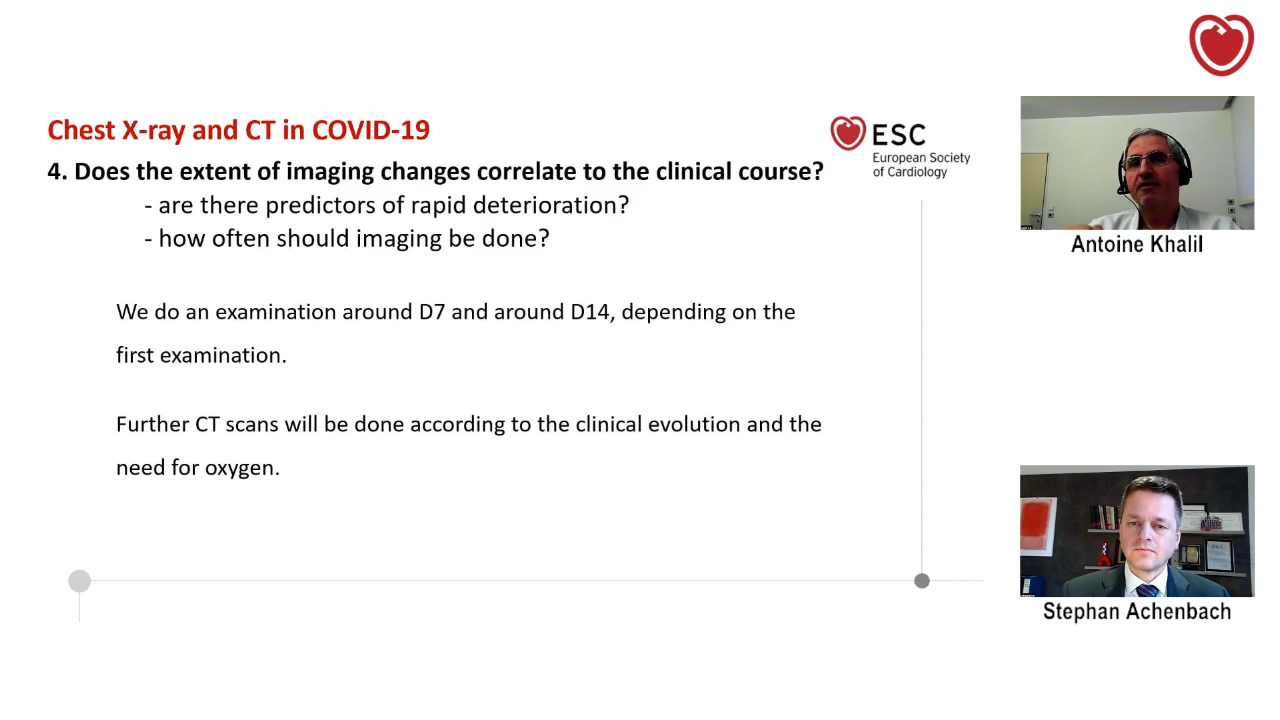 Chest X-ray and CT in COVID-19
4. Does the extent of imaging changes correlate to the clinical course?
- are there predictors of rapid deterioration?
- how often should imaging be done?
We do an examination around D7 and around D14, depending on the
first examination.
Further CT scans will be done according to the clinical evolution and the
need for oxygen.
ESC
European Society
of Cardiology
Antoine Khalil
Stephan Achenbach